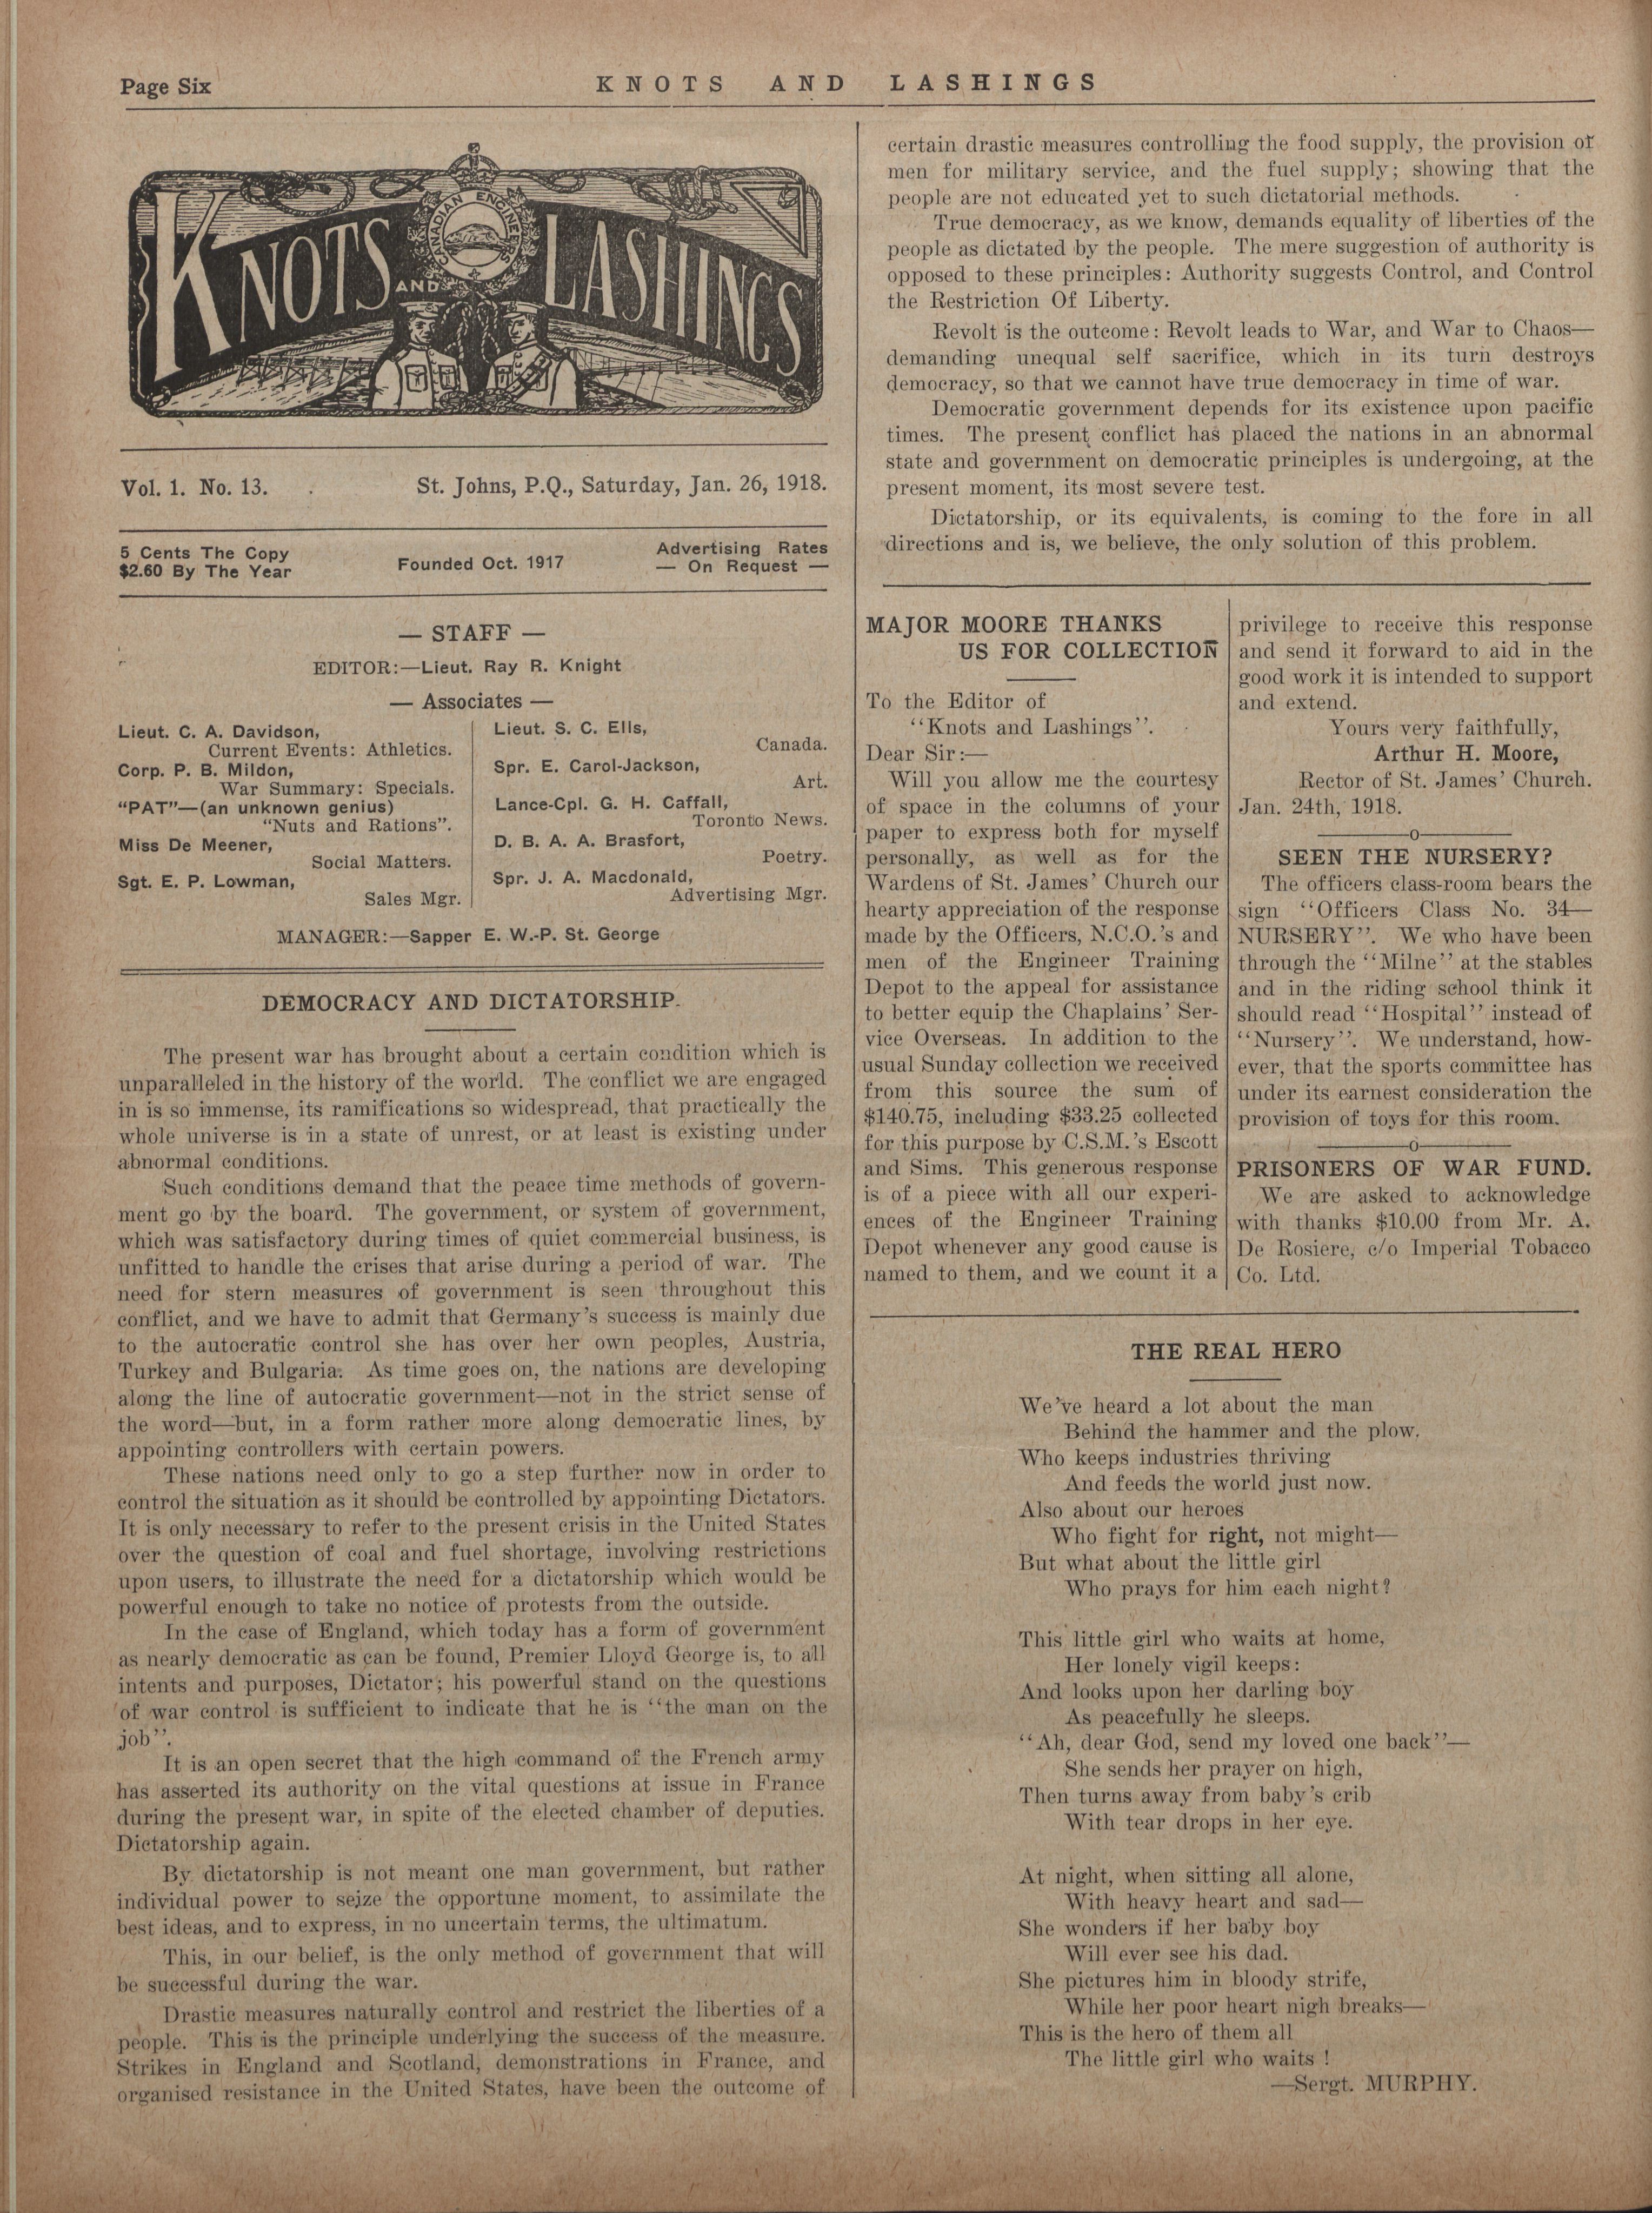 Page Six
KNOTS AND LASHINGS
KNOTS AND LASHINGS
CANADIAN ENGINEERS
Vol. 1. No. 13.
St. Johns, P.Q., Saturday, Jan. 26, 1918.
5 Cents The Copy
$2.60 By The Year
Founded Oct. 1917
Advertising Rates
— On Request —
— STAFF —
EDITOR:—Lieut. Ray R. Knight
— Associates —
Lieut. C. A. Davidson,
Current Events: Athletics.
Corp. P. B. Mildon,
War Summary: Specials.
"PAT"—(an unknown genius)
"Nuts and Rations".
Miss De Meener,
Social Matters.
Sgt. E. P. Lowman,
Sales Mgr.
Lieut. S. C. Ells,
Canada.
Spr. E. Carol-Jackson,
Art.
Lance-Cpl. G. H. Caffall,
Toronto News.
D. B. A. A. Brasfort,
Poetry.
Spr. J. A. Macdonald,
Advertising Mgr.
MANAGER:—Sapper E. W.-P. St. George
DEMOCRACY AND DICTATORSHIP.
The present war has brought about a certain condition which is
unparalleled in the history of the world. The conflict we are engaged
in is so immense, its ramifications so widespread, that practically the
whole universe is in a state of unrest, or at least is existing under
abnormal conditions.
Such conditions demand that the peace time methods of govern-
ment go by the board. The government, or system of government,
which was satisfactory during times of quiet commercial business, is
unfitted to handle the crises that arise during a period of war. The
need for stern measures of government is seen throughout this
conflict, and we have to admit that Germany's success is mainly due
to the autocratic control she has over her own peoples, Austria,
Turkey and Bulgaria. As time goes on, the nations are developing
along the line of autocratic government—not in the strict sense of
the word—but, in a form rather more along democratic lines, by
appointing controllers with certain powers.
These nations need only to go a step further now in order to
control the situation as it should be controlled by appointing Dictators.
It is only necessary to refer to the present crisis in the United States
over the question of coal and fuel shortage, involving restrictions
upon users, to illustrate the need for a dictatorship which would be
powerful enough to take no notice of protests from the outside.
In the case of England, which today has a form of government
as nearly democratic as can be found, Premier Lloyd George is, to all
intents and purposes, Dictator; his powerful stand on the questions
of war control is sufficient to indicate that he is "the man on the
job".
It is an open secret that the high command of the French army
has asserted its authority on the vital questions at issue in France
during the present war, in spite of the elected chamber of deputies.
Dictatorship again.
By dictatorship is not meant one man government, but rather
individual power to seize the opportune moment, to assimilate the
best ideas, and to express, in no uncertain terms, the ultimatum.
This, in our belief, is the only method of government that will
be successful during the war.
Drastic measures naturally control and restrict the liberties of a
people. This is the principle underlying the success of the measure.
Strikes in England and Scotland, demonstrations in France, and
organised resistance in the United States, have been the outcome of
certain drastic measures controlling the food supply, the provision of
men for military service, and the fuel supply; showing that the
people are not educated yet to such dictatorial methods.
True democracy, as we know, demands equality of liberties of the
people as dictated by the people. The mere suggestion of authority is
opposed to these principles: Authority suggests Control, and Control
the Restriction Of Liberty.
Revolt is the outcome: Revolt leads to War, and War to Chaos—
demanding unequal self sacrifice, which in its turn destroys
democracy, so that we cannot have true democracy in time of war.
Democratic government depends for its existence upon pacific
times. The present conflict has placed the nations in an abnormal
state and government on democratic principles is undergoing, at the
present moment, its most severe test.
Dictatorship, or its equivalents, is coming to the fore in all
directions and is, we believe, the only solution of this problem.
MAJOR MOORE THANKS
US FOR COLLECTION
To the Editor of
"Knots and Lashings".
Dear Sir:—
Will you allow me the courtesy
of space in the columns of your
paper to express both for myself
personally, as well as for the
Wardens of St. James' Church our
hearty appreciation of the response
made by the Officers, N.C.O.'s and
men of the Engineer Training
Depot to the appeal for assistance
to better equip the Chaplains' Ser-
vice Overseas. In addition to the
usual Sunday collection we received
from this source the sum of
$140.75, including $33.25 collected
for this purpose by C.S.M.'s Escott
and Sims. This generous response
is of a piece with all our experi-
ences of the Engineer Training
Depot whenever any good cause is
named to them, and we count it a
privilege to receive this response
and send it forward to aid in the
good work it is intended to support
and extend.
Yours very faithfully,
Arthur H. Moore,
Rector of St. James' Church.
Jan. 24th, 1918.
SEEN THE NURSERY?
The officers class-room bears the
sign "Officers Class No. 34—
NURSERY". We who have been
through the "Milne" at the stables
and in the riding school think it
should read "Hospital" instead of
"Nursery". We understand, how-
ever, that the sports committee has
under its earnest consideration the
provision of toys for this room.
PRISONERS OF WAR FUND.
We are asked to acknowledge
with thanks $10.00 from Mr. A.
De Rosiere, c/o Imperial Tobacco
Co. Ltd.
THE REAL HERO
We've heard a lot about the man
Behind the hammer and the plow,
Who keeps industries thriving
And feeds the world just now.
Also about our heroes
Who fight for right, not might—
But what about the little girl
Who prays for him each night?
This little girl who waits at home,
Her lonely vigil keeps:
And looks upon her darling boy
As peacefully he sleeps.
"Ah, dear God, send my loved one back"—
She sends her prayer on high,
Then turns away from baby's crib
With tear drops in her eye.
At night, when sitting all alone,
With heavy heart and sad—
She wonders if her baby boy
Will ever see his dad.
She pictures him in bloody strife,
While her poor heart nigh breaks—
This is the hero of them all
The little girl who waits !
—Sergt. MURPHY.